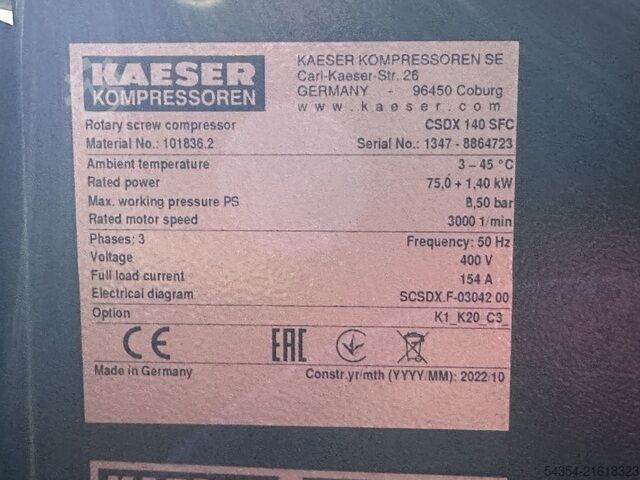 KAESER
KOMPRESSOREN
KAESER KOMPRESSOREN SE
Carl-Kaeser-Str. 26
GERMANY - 96450 Coburg
www.kaeser.com
Rotary screw compressor CSDX 140 SFC
Material No.: 101836.2 Serial No.: 1347 - 8864723
Ambient temperature 3 – 45 °C
Rated power 75,0 + 1,40 kW
Max. working pressure PS 8,50 bar
Rated motor speed 3000 1/min
Phases: 3 Frequency: 50 Hz
Voltage 400 V
Full load current 154 A
Electrical diagram SCSDX.F-03042 00
Option K1_K20_C3_
CE EAC
Made in Germany Constr.yr/mth (YYYY/MM): 2022/10
KAESER
54354-21618323